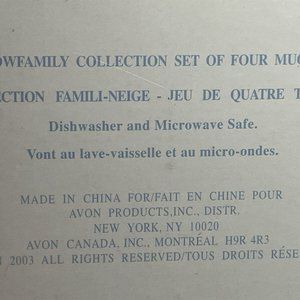 OWFAMILY COLLECTION SET OF FOUR MUG
CTION FAMILI-NEIGE - JEU DE QUATRE T
Dishwasher and Microwave Safe.
Vont au lave-vaisselle et au micro-ondes.
MADE IN CHINA FOR/FAIT EN CHINE POUR
AVON PRODUCTS,INC., DISTR.
NEW YORK, NY 10020
AVON CANADA, INC., MONTRÉAL H9R 4R3
N 2003 ALL RIGHTS RESERVED/TOUS DROITS RÉSE